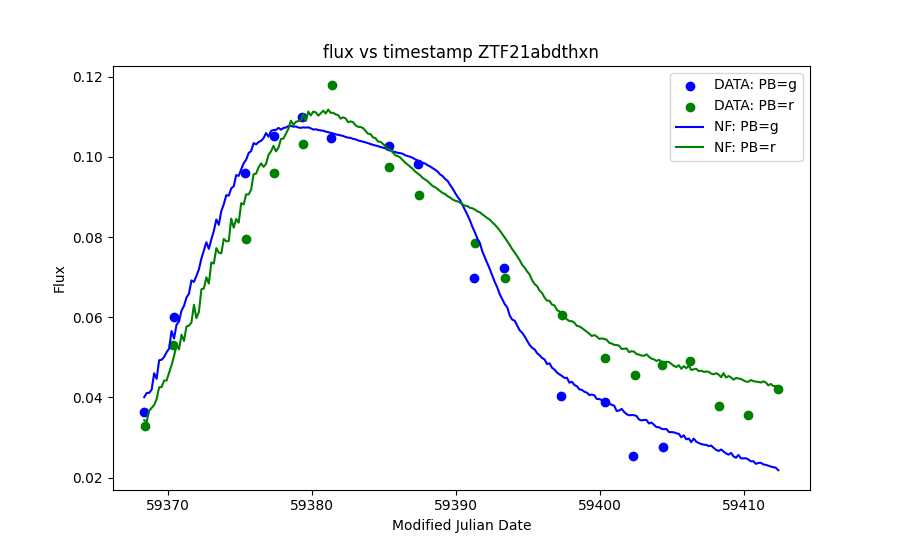 flux vs timestamp ZTF21abdthxn
DATA: PB=g
DATA: PB=r
NF: PB=g
NF: PB=r
0.12
0.10
0.08
0.06
0.04
0.02
Flux
59370
59380
59390
59400
59410
Modified Julian Date